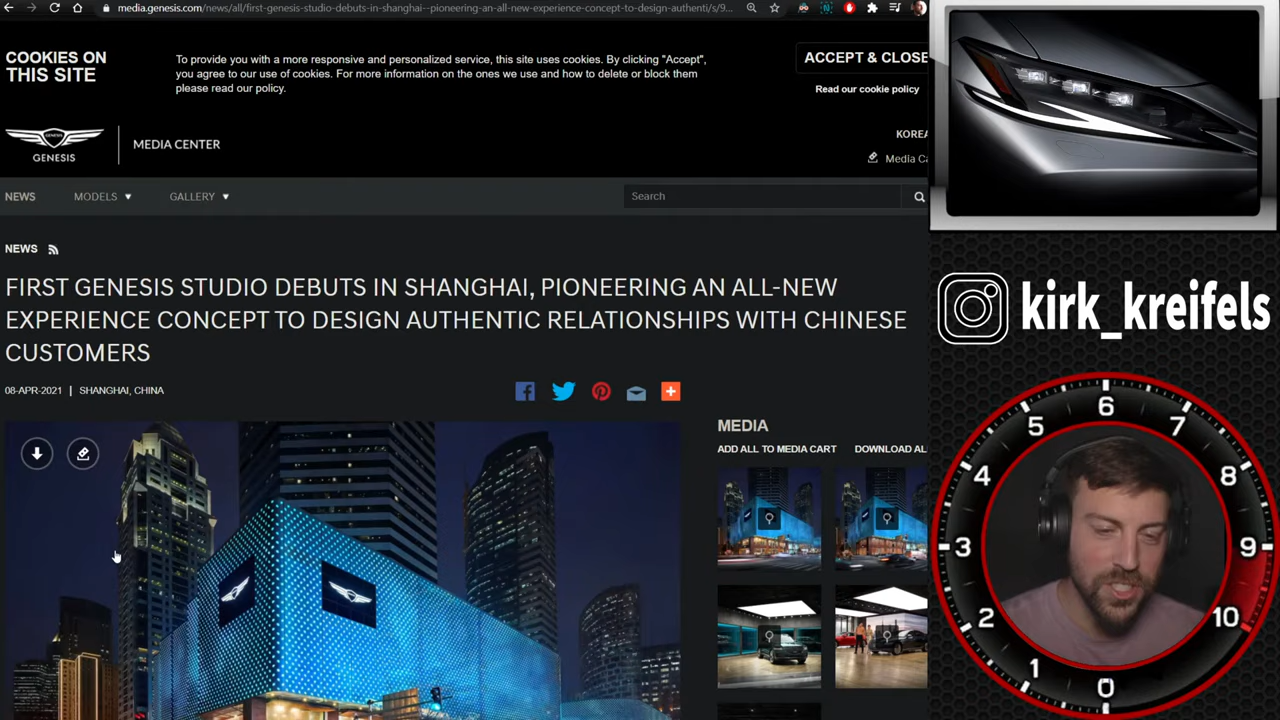 media.genesis.com/news/all/first-genesis-studio-debuts-in-shanghai--pioneering-an-all-new-experience-concept-to-design-authenti/s/9...
COOKIES ON
THIS SITE
To provide you with a more responsive and personalized service, this site uses cookies. By clicking "Accept",
you agree to our use of cookies. For more information on the ones we use and how to delete or block them
please read our policy.
ACCEPT & CLOSE
Read our cookie policy
GENESIS
GENESIS
MEDIA CENTER
KOREA
Media Ca
NEWS
MODELS
GALLERY
Search
NEWS
FIRST GENESIS STUDIO DEBUTS IN SHANGHAI, PIONEERING AN ALL-NEW
EXPERIENCE CONCEPT TO DESIGN AUTHENTIC RELATIONSHIPS WITH CHINESE
CUSTOMERS
08-APR-2021 | SHANGHAI, CHINA
MEDIA
ADD ALL TO MEDIA CART
DOWNLOAD AL
kirk_kreifels
0
1
2
3
4
5
6
7
8
9
10